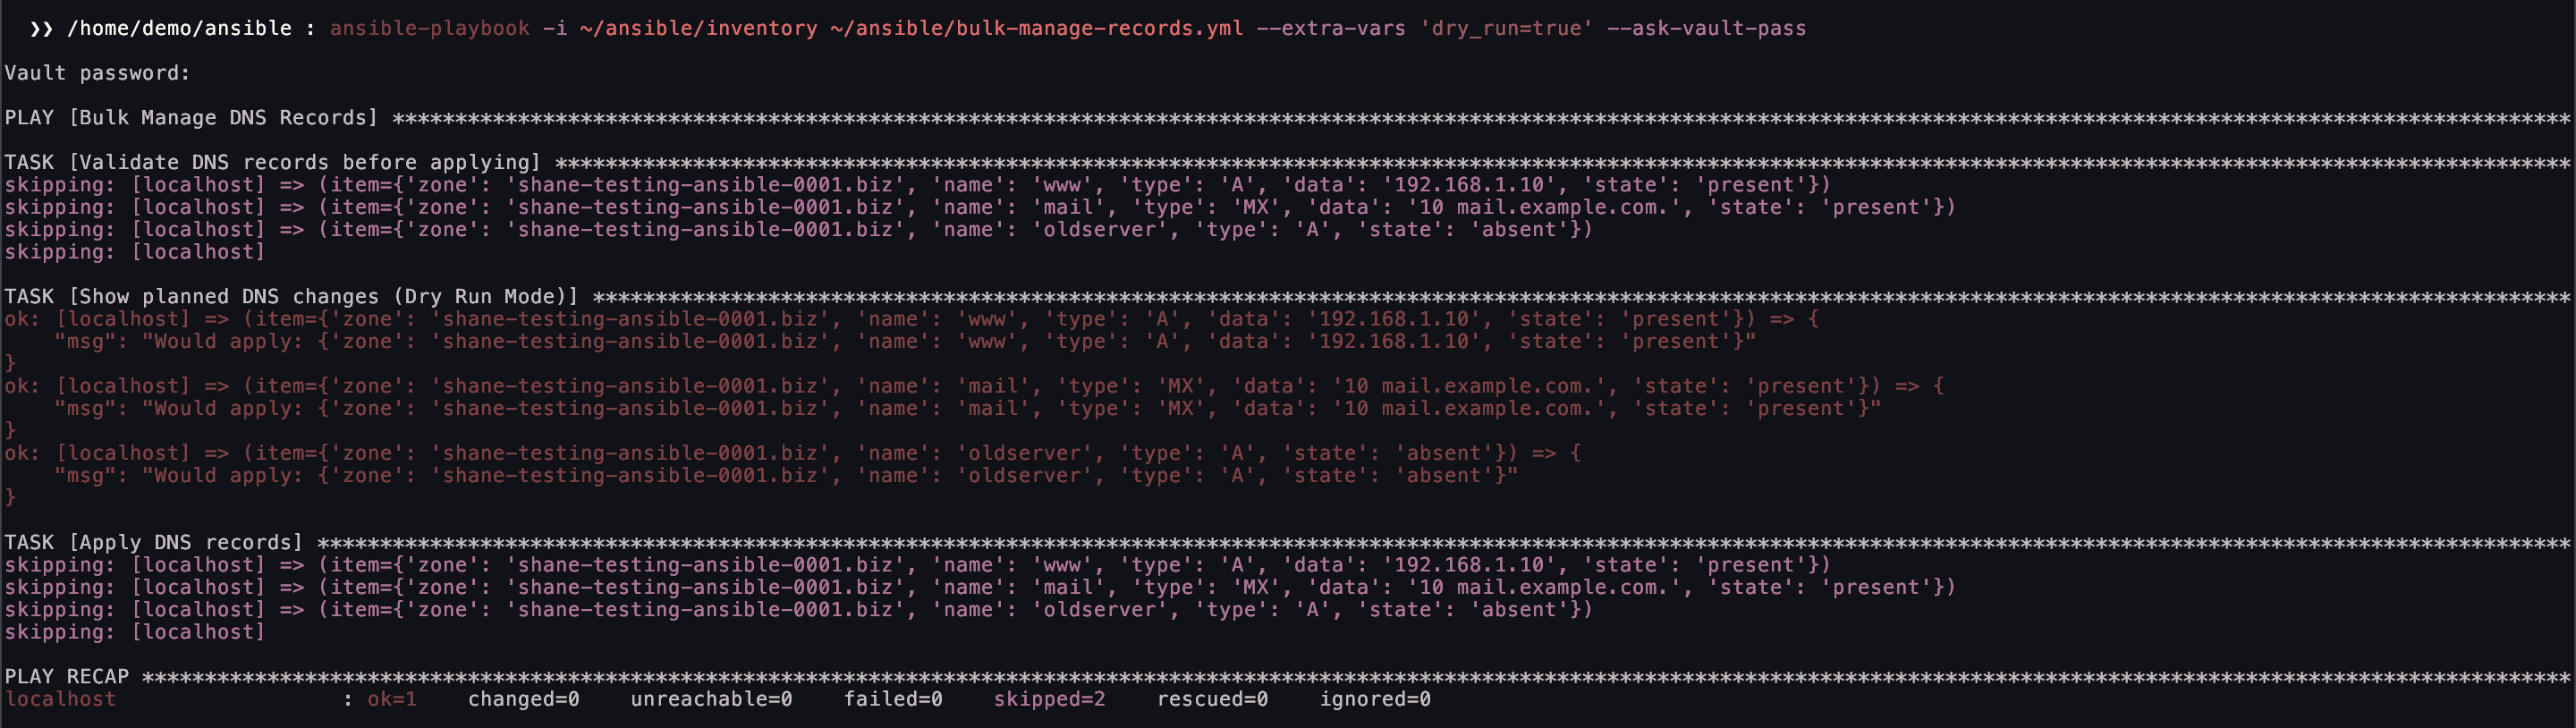 ❯❯ /home/demo/ansible : ansible-playbook -i ~/ansible/inventory ~/ansible/bulk-manage-records.yml --extra-vars 'dry_run=true' --ask-vault-pass
Vault password:
PLAY [Bulk Manage DNS Records] ******************************************************************************************************************************************************************************
TASK [Validate DNS records before applying] *****************************************************************************************************************************************************************
skipping: [localhost] => (item={'zone': 'shane-testing-ansible-0001.biz', 'name': 'www', 'type': 'A', 'data': '192.168.1.10', 'state': 'present'})
skipping: [localhost] => (item={'zone': 'shane-testing-ansible-0001.biz', 'name': 'mail', 'type': 'MX', 'data': '10 mail.example.com.', 'state': 'present'})
skipping: [localhost] => (item={'zone': 'shane-testing-ansible-0001.biz', 'name': 'oldserver', 'type': 'A', 'state': 'absent'})
skipping: [localhost]
TASK [Show planned DNS changes (Dry Run Mode)] **************************************************************************************************************************************************************
ok: [localhost] => (item={'zone': 'shane-testing-ansible-0001.biz', 'name': 'www', 'type': 'A', 'data': '192.168.1.10', 'state': 'present'}) => {
    "msg": "Would apply: {'zone': 'shane-testing-ansible-0001.biz', 'name': 'www', 'type': 'A', 'data': '192.168.1.10', 'state': 'present'}"
}
ok: [localhost] => (item={'zone': 'shane-testing-ansible-0001.biz', 'name': 'mail', 'type': 'MX', 'data': '10 mail.example.com.', 'state': 'present'}) => {
    "msg": "Would apply: {'zone': 'shane-testing-ansible-0001.biz', 'name': 'mail', 'type': 'MX', 'data': '10 mail.example.com.', 'state': 'present'}"
}
ok: [localhost] => (item={'zone': 'shane-testing-ansible-0001.biz', 'name': 'oldserver', 'type': 'A', 'state': 'absent'}) => {
    "msg": "Would apply: {'zone': 'shane-testing-ansible-0001.biz', 'name': 'oldserver', 'type': 'A', 'state': 'absent'}"
}
TASK [Apply DNS records] ************************************************************************************************************************************************************************************
skipping: [localhost] => (item={'zone': 'shane-testing-ansible-0001.biz', 'name': 'www', 'type': 'A', 'data': '192.168.1.10', 'state': 'present'})
skipping: [localhost] => (item={'zone': 'shane-testing-ansible-0001.biz', 'name': 'mail', 'type': 'MX', 'data': '10 mail.example.com.', 'state': 'present'})
skipping: [localhost] => (item={'zone': 'shane-testing-ansible-0001.biz', 'name': 'oldserver', 'type': 'A', 'state': 'absent'})
skipping: [localhost]
PLAY RECAP **************************************************************************************************************************************************************************************************
localhost                  : ok=1    changed=0    unreachable=0    failed=0    skipped=2    rescued=0    ignored=0